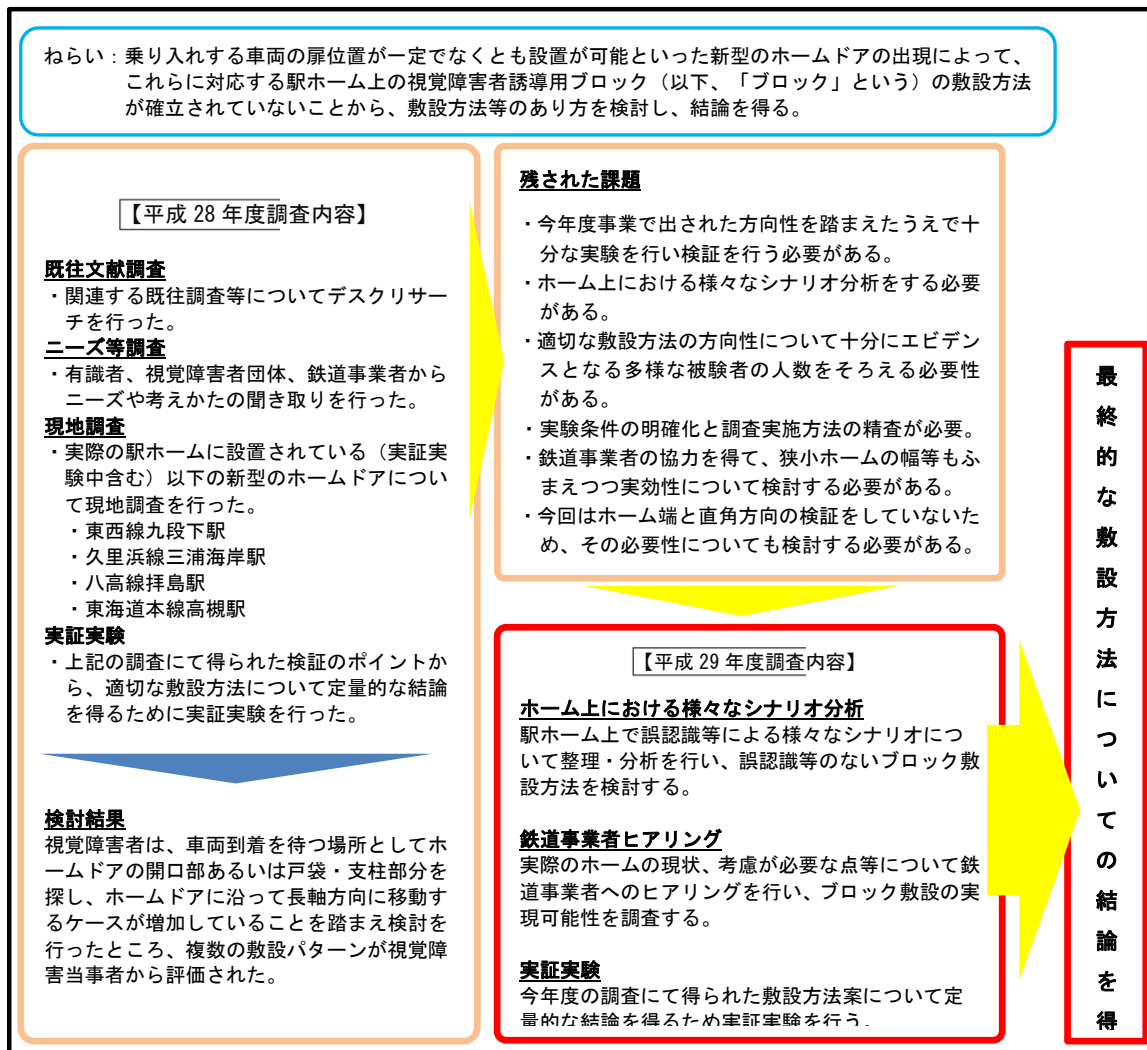 ねらい：乗り入れする車両の扉位置が一定でなくとも設置が可能といった新型のホームドアの出現によって、
これらに対応する駅ホーム上の視覚障害者誘導用ブロック（以下、「ブロック」という）の敷設方法
が確立されていないことから、敷設方法等のあり方を検討し、結論を得る。
【平成 28 年度調査内容】
既往文献調査
・関連する既往調査等についてデスクリサー
チを行った。
ニーズ等調査
・有識者、視覚障害者団体、鉄道事業者から
ニーズや考えかたの聞き取りを行った。
現地調査
・実際の駅ホームに設置されている（実証実
験中含む）以下の新型のホームドアについ
て現地調査を行った。
・東西線九段下駅
・久里浜線三浦海岸駅
・八高線拝島駅
・東海道本線高槻駅
実証実験
・上記の調査にて得られた検証のポイントか
ら、適切な敷設方法について定量的な結論
を得るために実証実験を行った。
検討結果
視覚障害者は、車両到着を待つ場所としてホ
ームドアの開口部あるいは戸袋・支柱部分を
探し、ホームドアに沿って長軸方向に移動す
るケースが増加していることを踏まえ検討を
行ったところ、複数の敷設パターンが視覚障
害当事者から評価された。
残された課題
・今年度事業で出された方向性を踏まえたうえで十
分な実験を行い検証を行う必要がある。
・ホーム上における様々なシナリオ分析をする必要
がある。
・適切な敷設方法の方向性について十分にエビデン
スとなる多様な被験者の人数をそろえる必要性
がある。
・実験条件の明確化と調査実施方法の精査が必要。
・鉄道事業者の協力を得て、狭小ホームの幅等もふ
まえつつ実効性について検討する必要がある。
・今回はホーム端と直角方向の検証をしていないた
め、その必要性についても検討する必要がある。
【平成 29 年度調査内容】
ホーム上における様々なシナリオ分析
駅ホーム上で誤認識等による様々なシナリオについ
て整理・分析を行い、誤認識等のないブロック敷
設方法を検討する。
鉄道事業者ヒアリング
実際のホームの現状、考慮が必要な点等について鉄
道事業者へのヒアリングを行い、ブロック敷設の実
現可能性を調査する。
実証実験
今年度の調査にて得られた敷設方法案について定
量的な結論を得るため実証実験を行う。
最終的な敷設方法についての結論を得